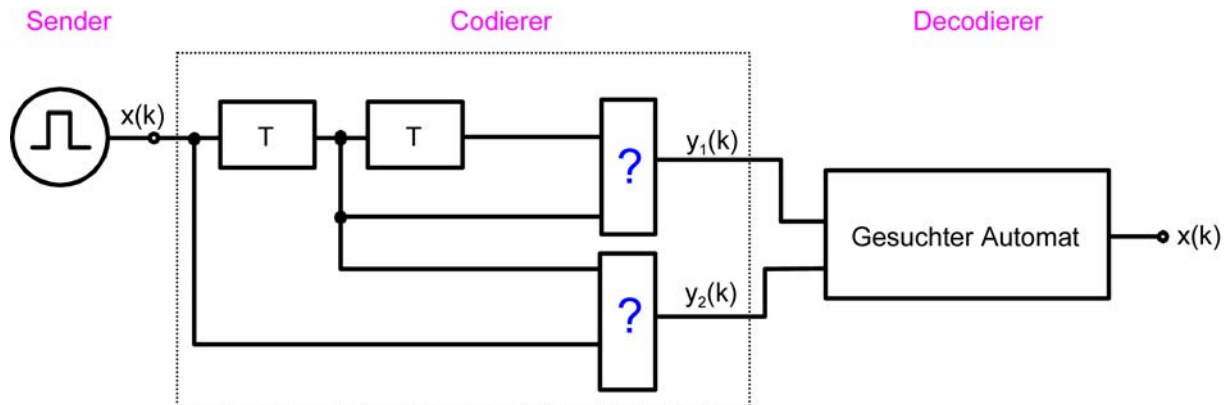 Sender
Codierer
Decodierer
x(k)
T
T
?
y₁(k)
Gesuchter Automat
x(k)
?
y₂(k)